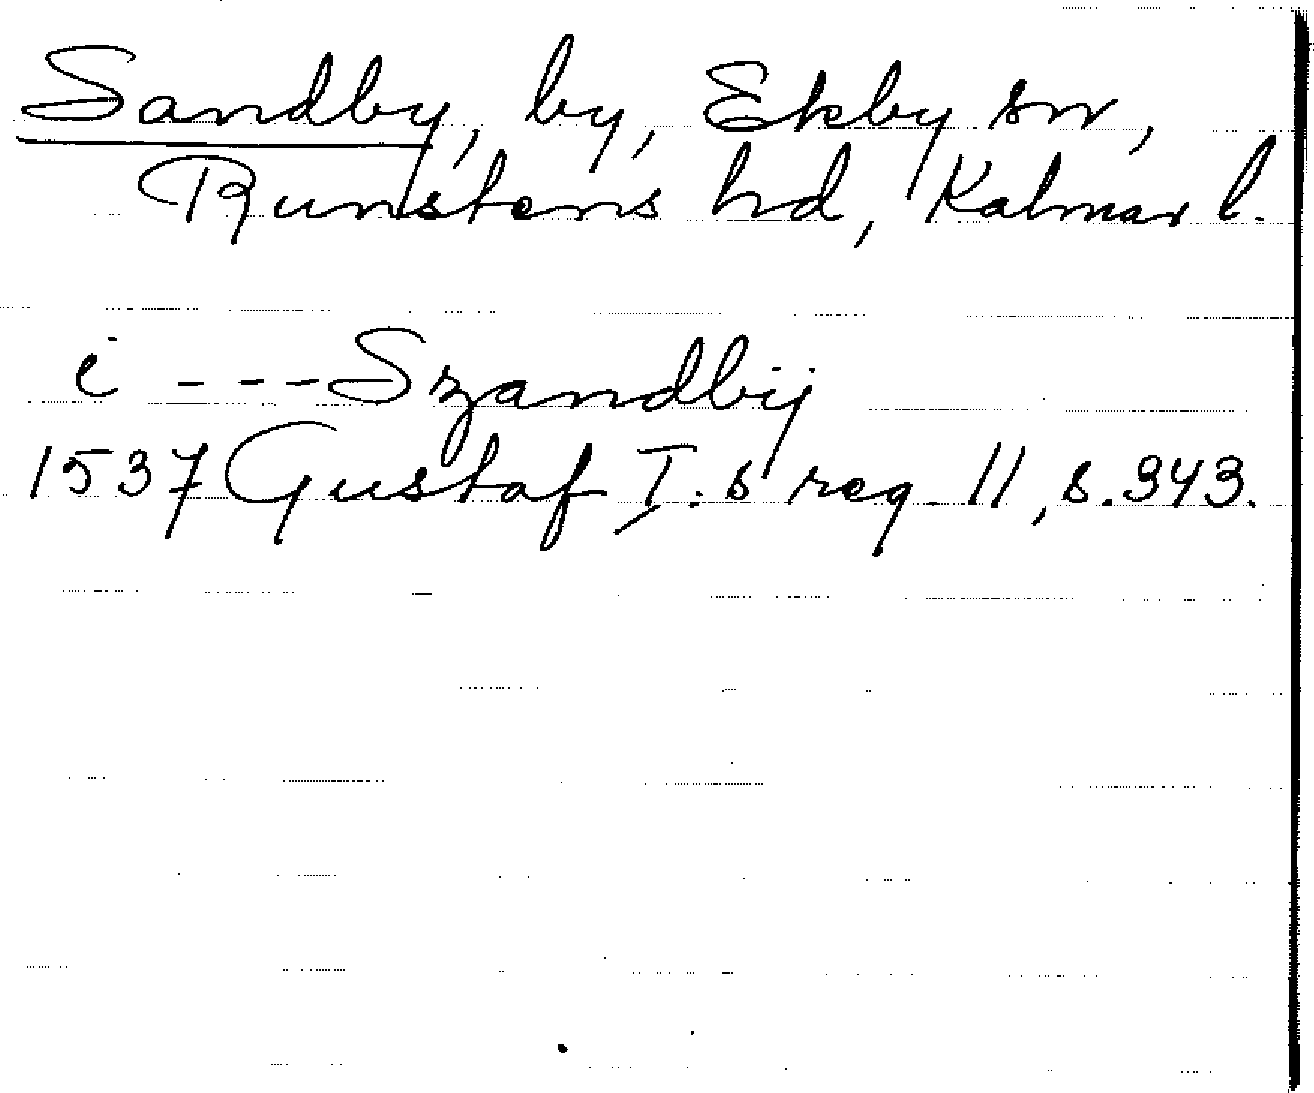 Sandby, by, Ekby sn,
Runstens hd, Kalmar l.
i ---Szandbij
1537 Gustaf I:s reg. 11, s. 343.